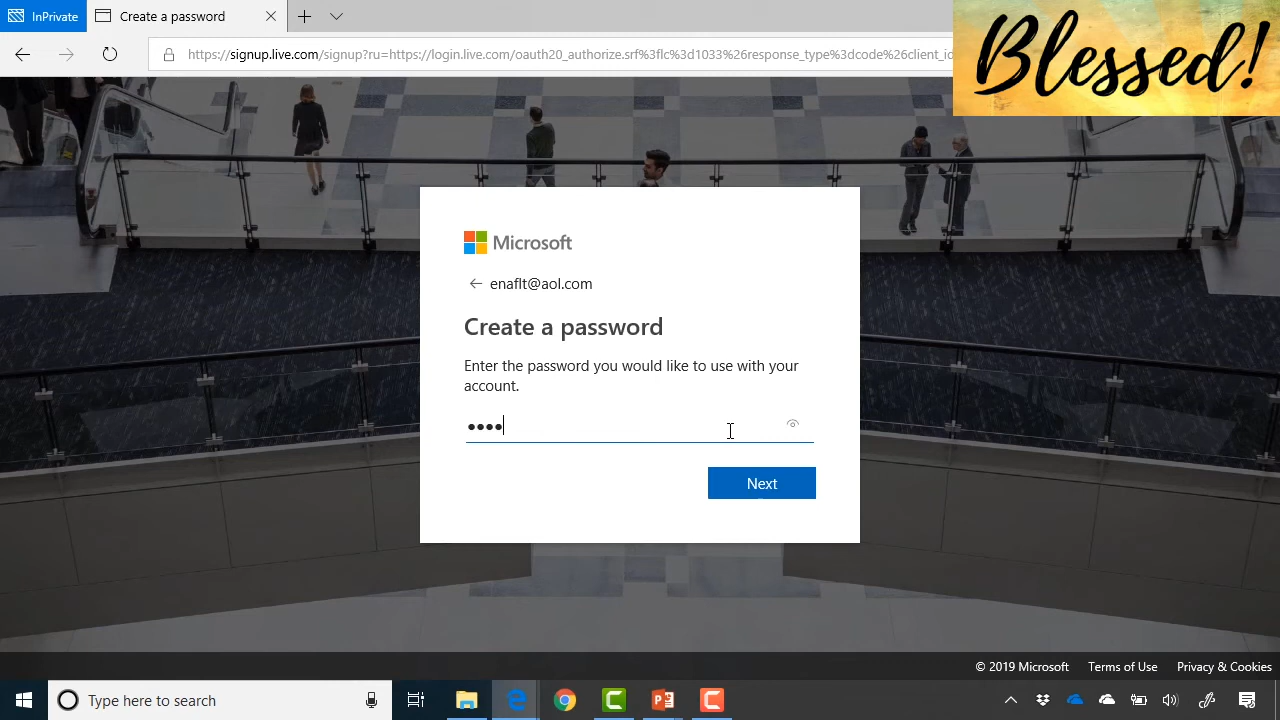 InPrivate
Create a password
Blessed!
https://signup.live.com/signup?ru=https://login.live.com/oauth20_authorize.srf%3flc%3d1033%26response_type%3dcode%26client_id
Microsoft
enaflt@aol.com
Create a password
Enter the password you would like to use with your
account.
Next
© 2019 Microsoft Terms of Use Privacy & Cookies
Type here to search